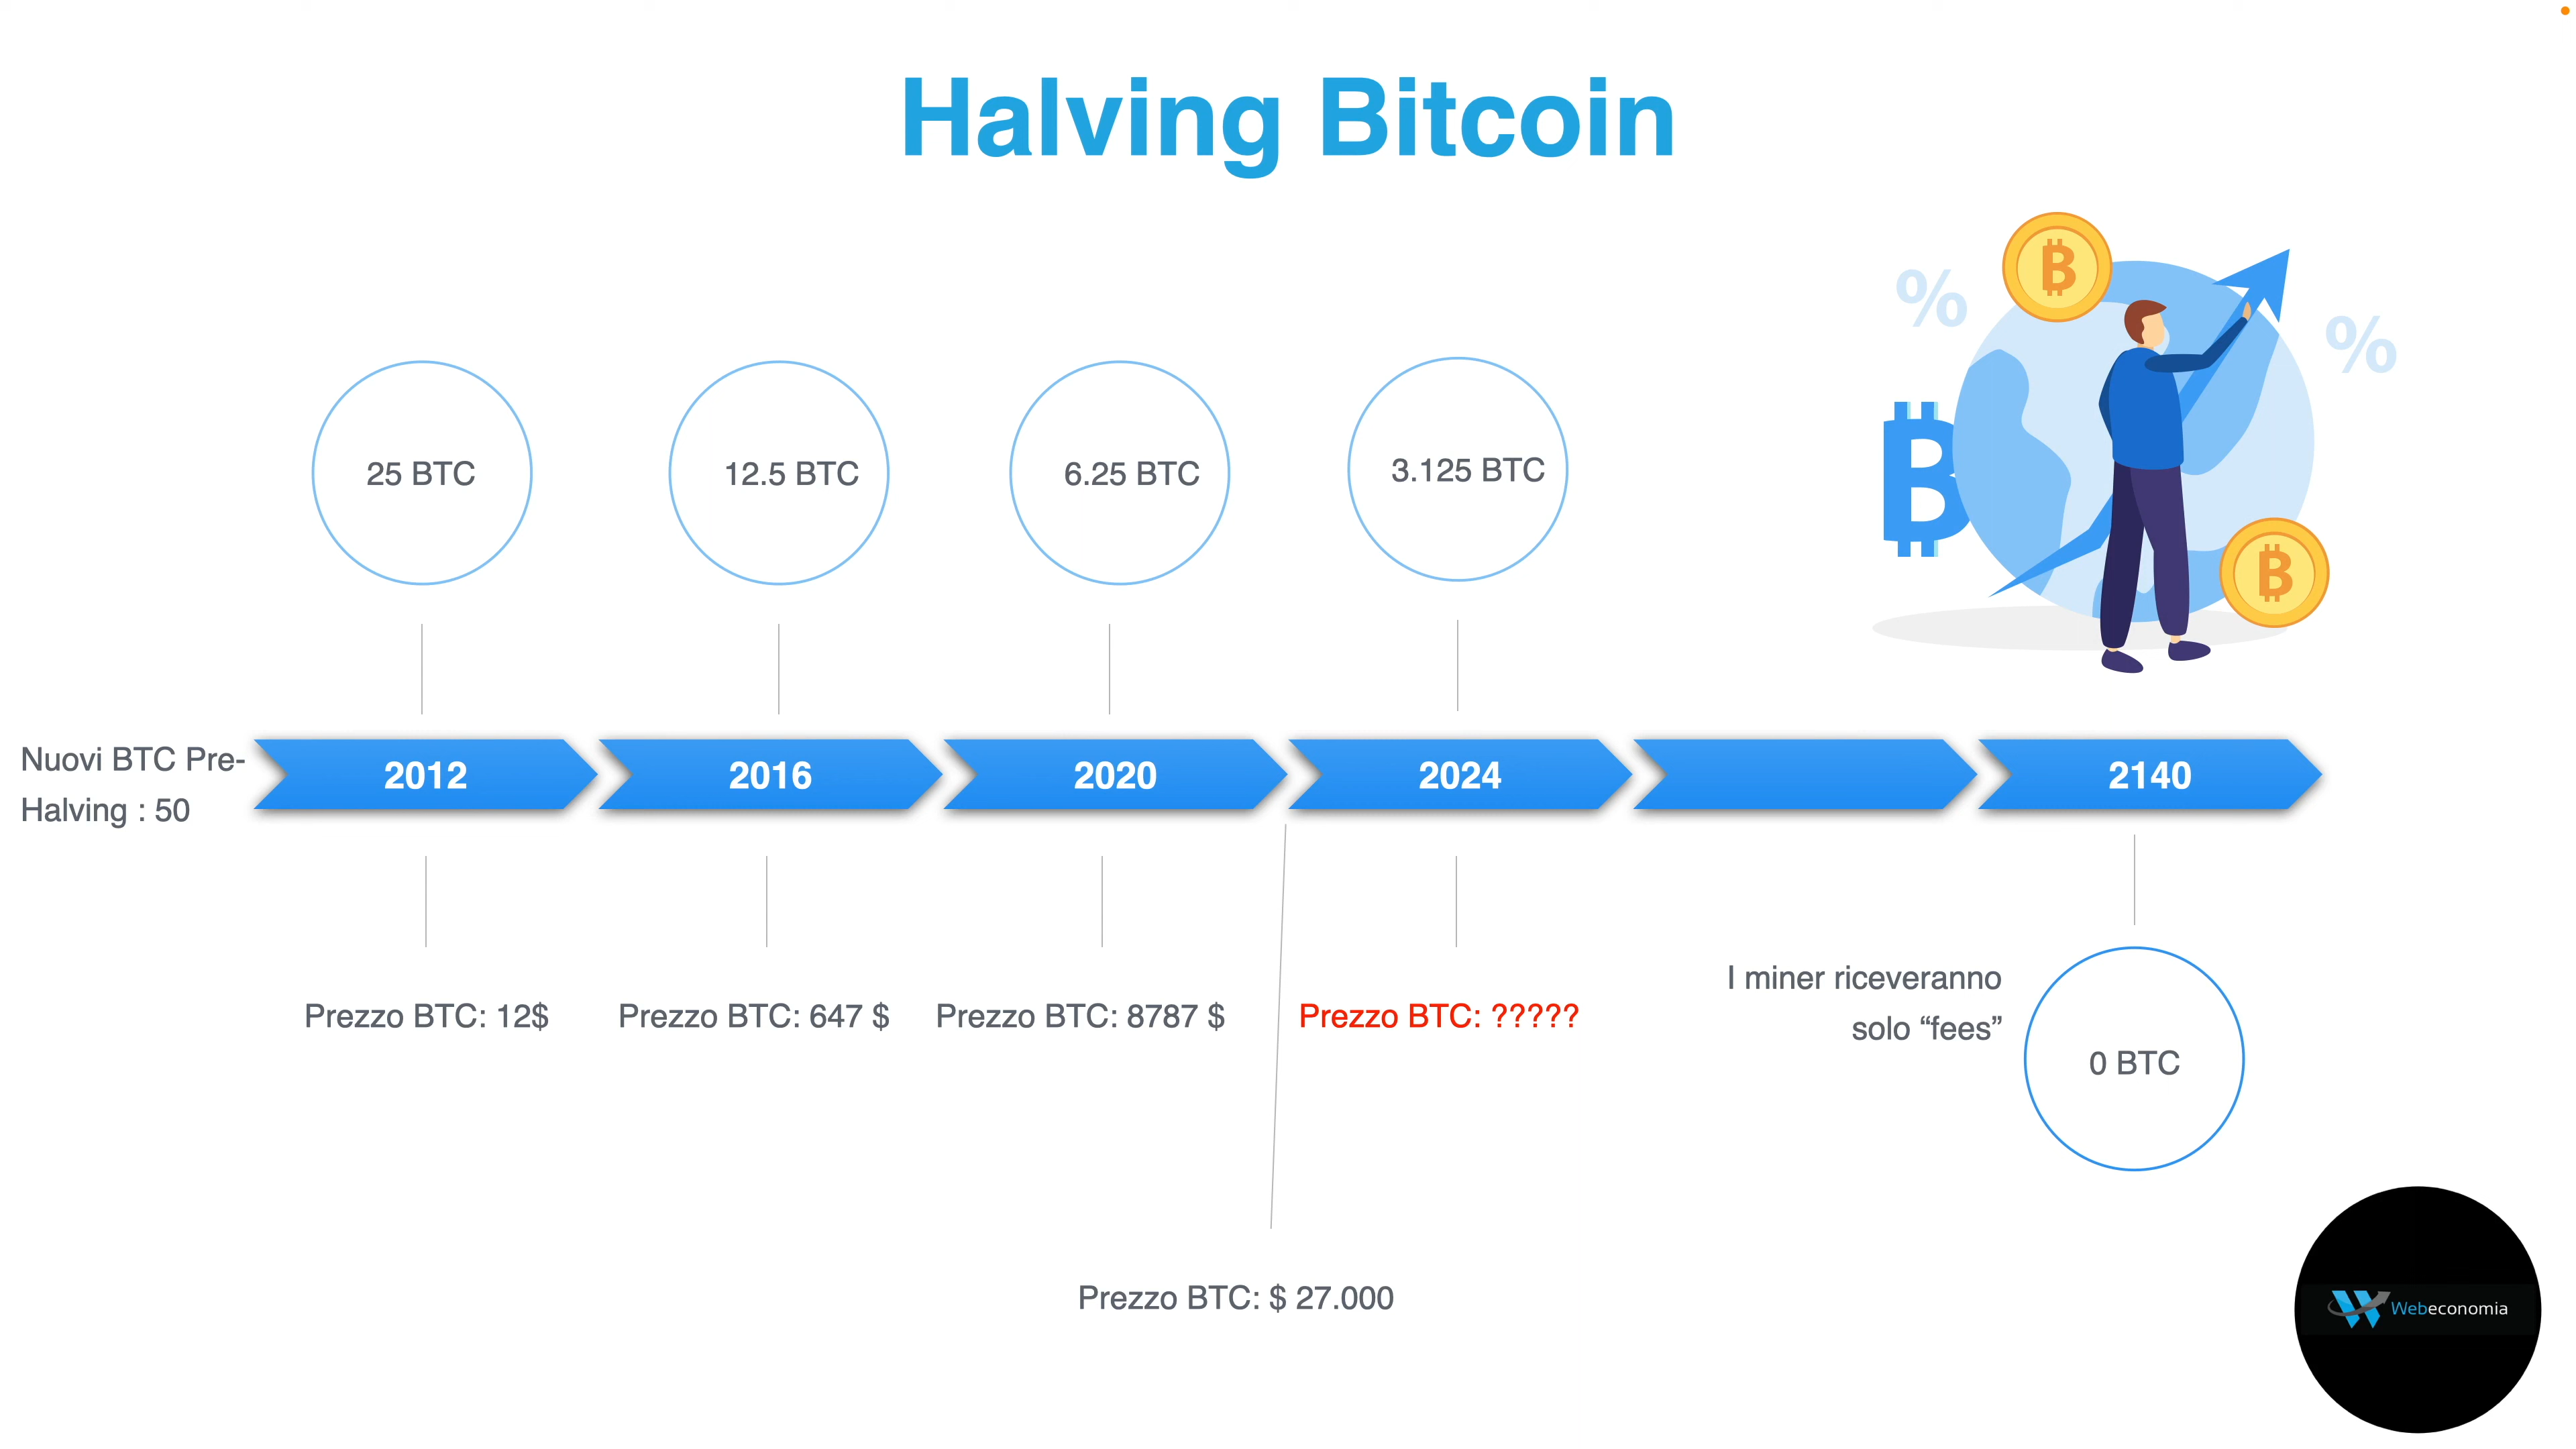 Halving Bitcoin
%
%
25 BTC
12.5 BTC
6.25 BTC
3.125 BTC
Nuovi BTC Pre-
Halving : 50
2012
2016
2020
2024
2140
Prezzo BTC: 12$
Prezzo BTC: 647 $
Prezzo BTC: 8787 $
Prezzo BTC: ?????
I miner riceveranno
solo “fees”
0 BTC
Prezzo BTC: $ 27.000
Webeconomia